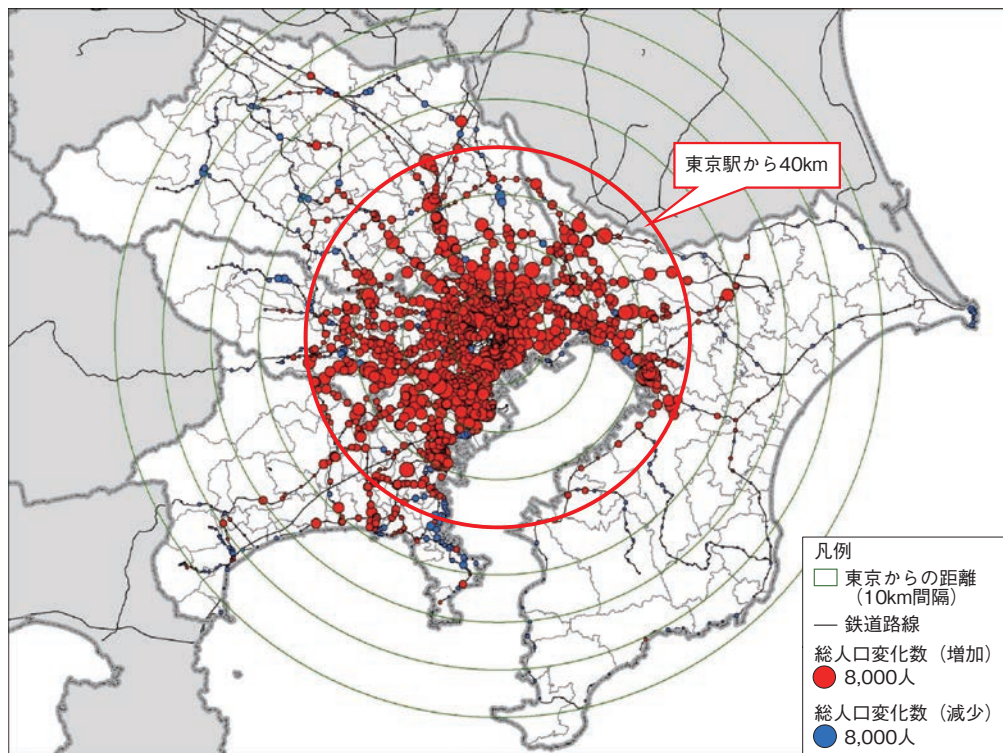 東京駅から40km
凡例
東京からの距離
（10km間隔）
鉄道路線
総人口変化数（増加）
8,000人
総人口変化数（減少）
8,000人